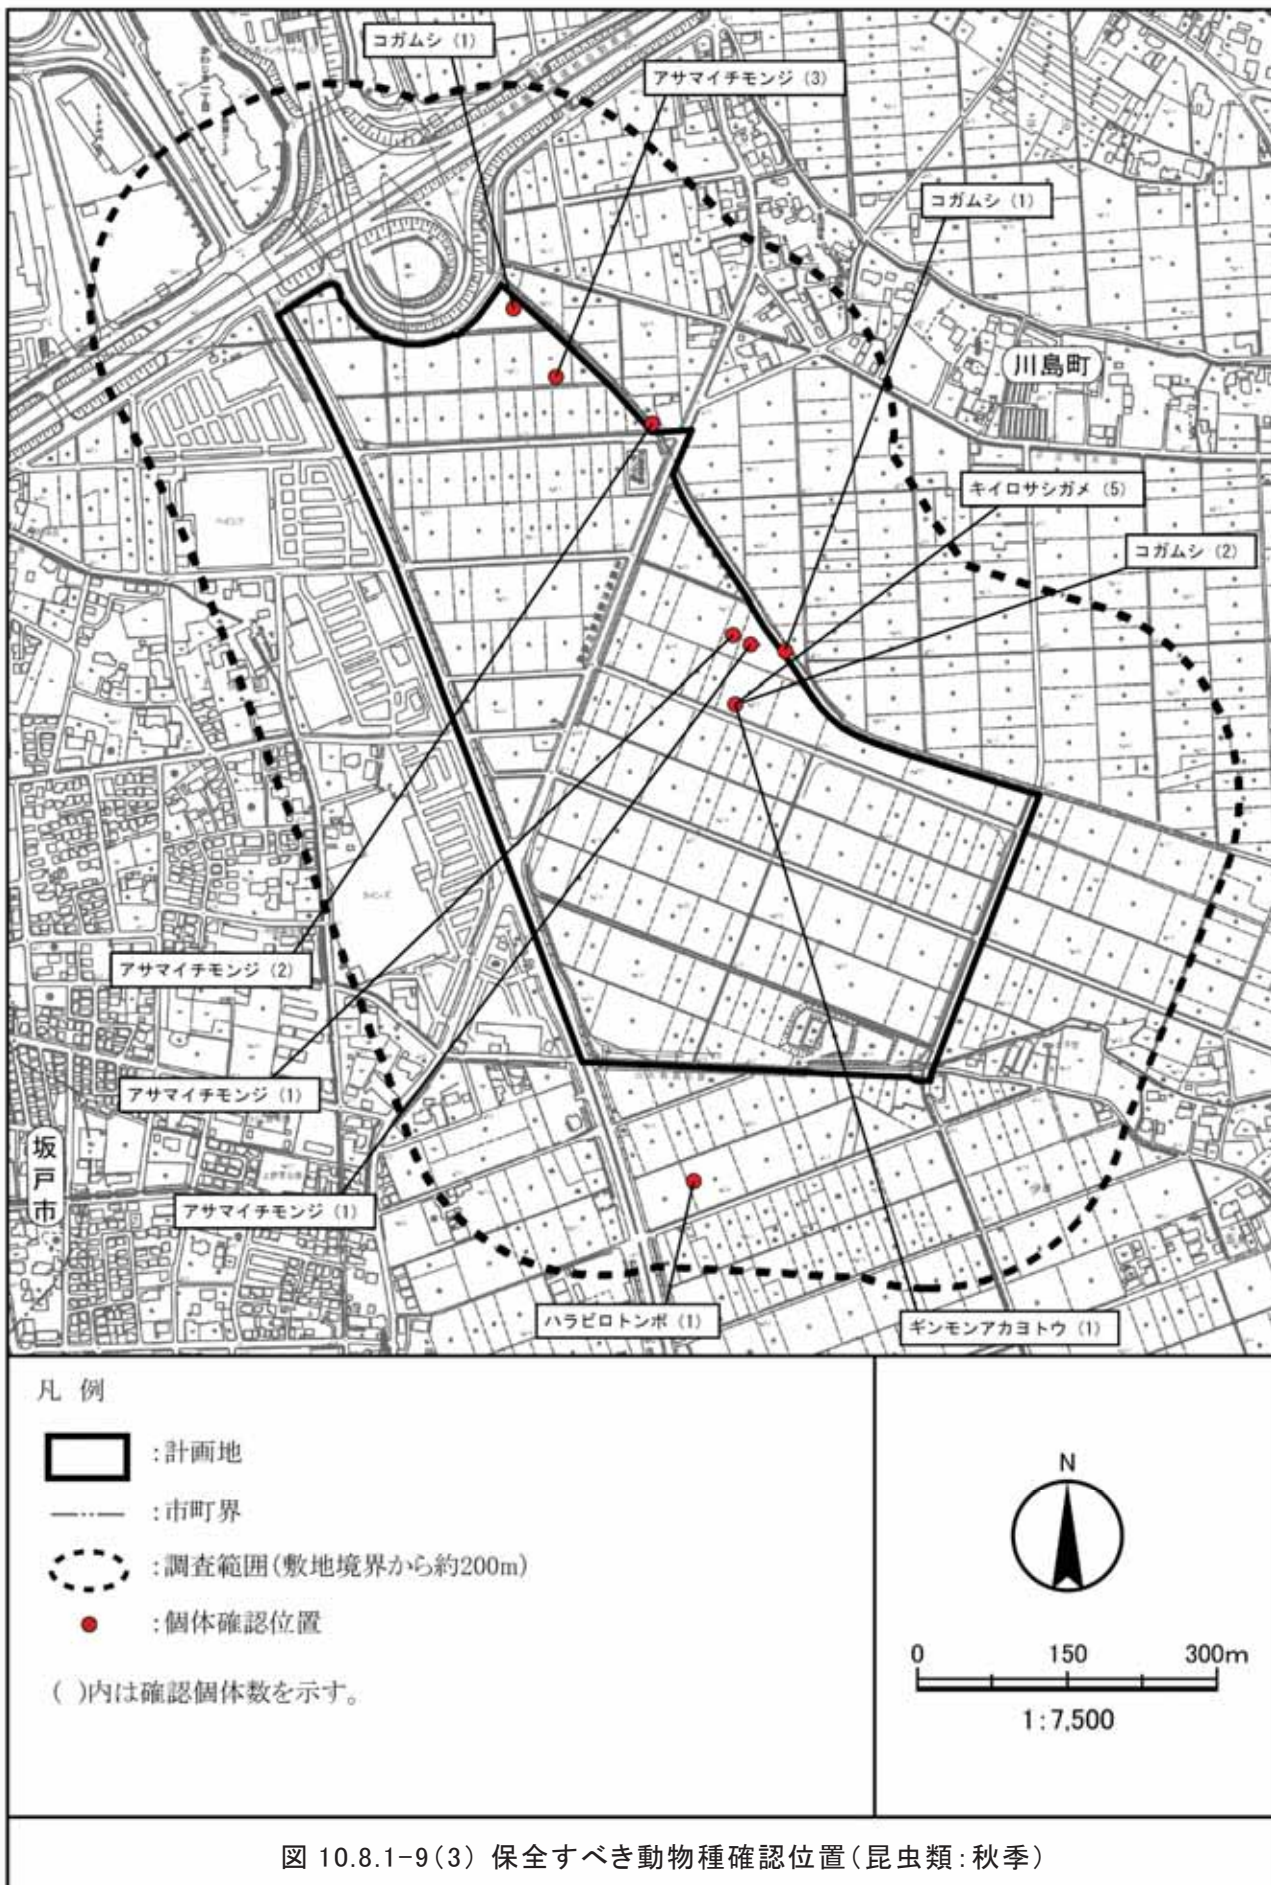 コガムシ (1)
アサマイチモンジ (3)
コガムシ (1)
川島町
キイロサシガメ (5)
コガムシ (2)
アサマイチモンジ (2)
アサマイチモンジ (1)
坂戸市
アサマイチモンジ (1)
ハラビロトンボ (1)
ギンモンアカヨトウ (1)
凡 例
:計画地
:市町界
:調査範囲(敷地境界から約200m)
:個体確認位置
( )内は確認個体数を示す。
N
0 150 300m
1:7,500
図 10.8.1-9(3) 保全すべき動物種確認位置(昆虫類:秋季)